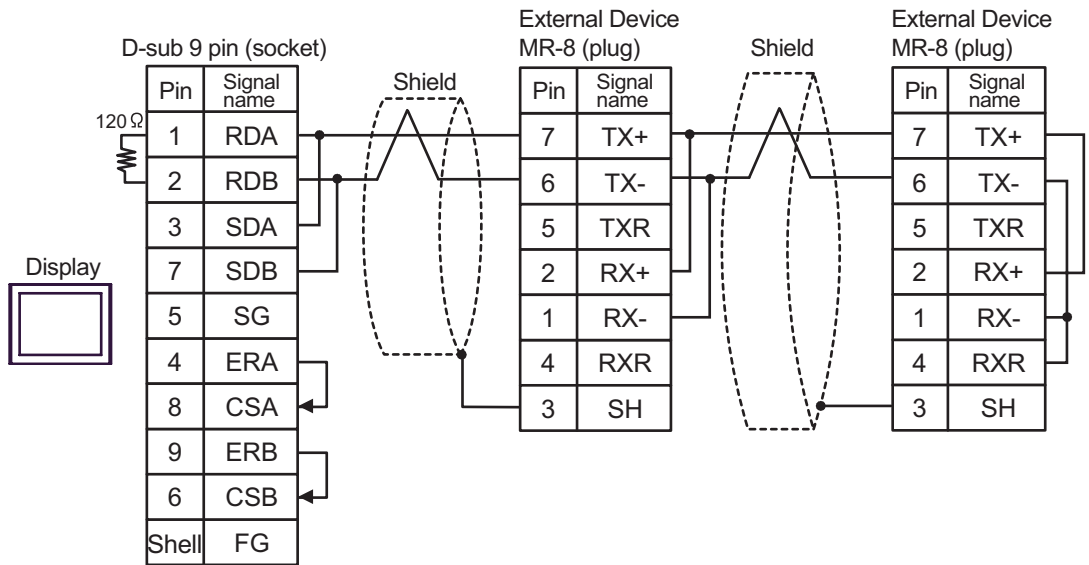 External Device
MR-8 (plug)
External Device
MR-8 (plug)
D-sub 9 pin (socket)
Shield
Shield
Pin Signal name
1 RDA
2 RDB
3 SDA
7 SDB
5 SG
4 ERA
8 CSA
9 ERB
6 CSB
Shell FG
120 Ω
Display
Pin Signal name
7 TX+
6 TX-
5 TXR
2 RX+
1 RX-
4 RXR
3 SH
Pin Signal name
7 TX+
6 TX-
5 TXR
2 RX+
1 RX-
4 RXR
3 SH